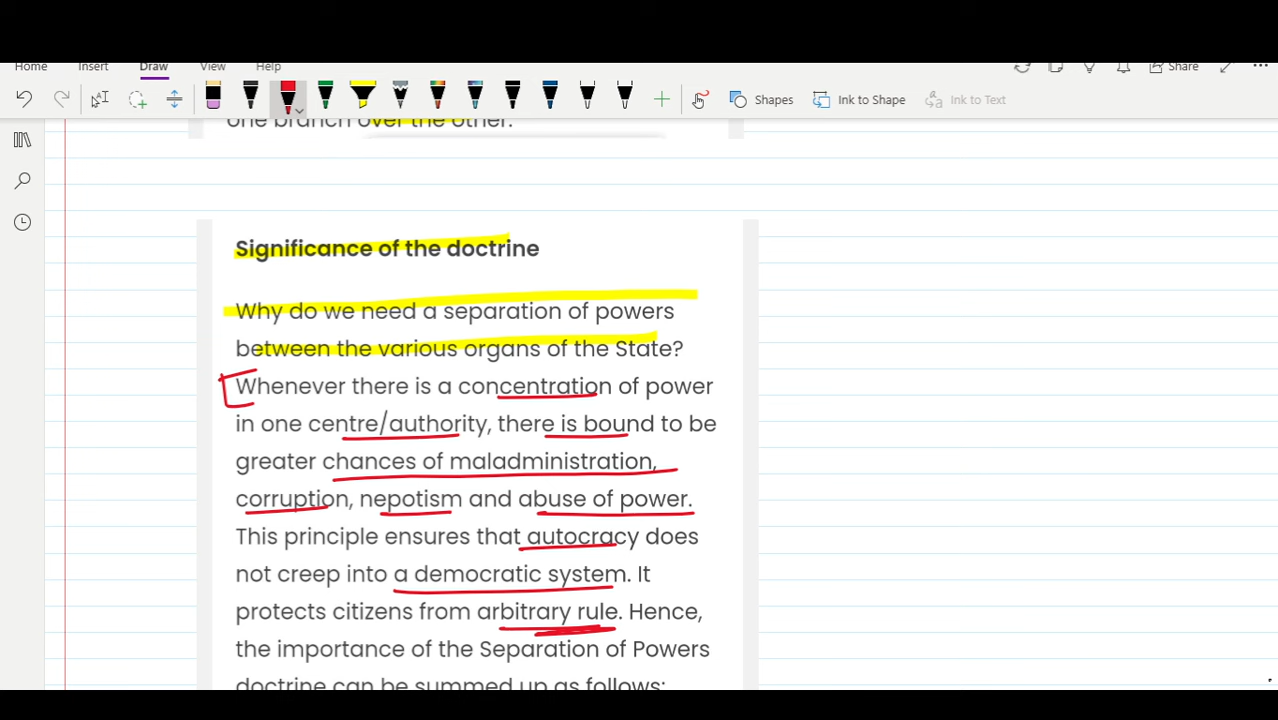 Home Insert Draw View Help Share
Shapes Ink to Shape Ink to Text
one branch over the other.
Significance of the doctrine
Why do we need a separation of powers
between the various organs of the State?
Whenever there is a concentration of power
in one centre/authority, there is bound to be
greater chances of maladministration,
corruption, nepotism and abuse of power.
This principle ensures that autocracy does
not creep into a democratic system. It
protects citizens from arbitrary rule. Hence,
the importance of the Separation of Powers
doctrine can be summed up as follows: